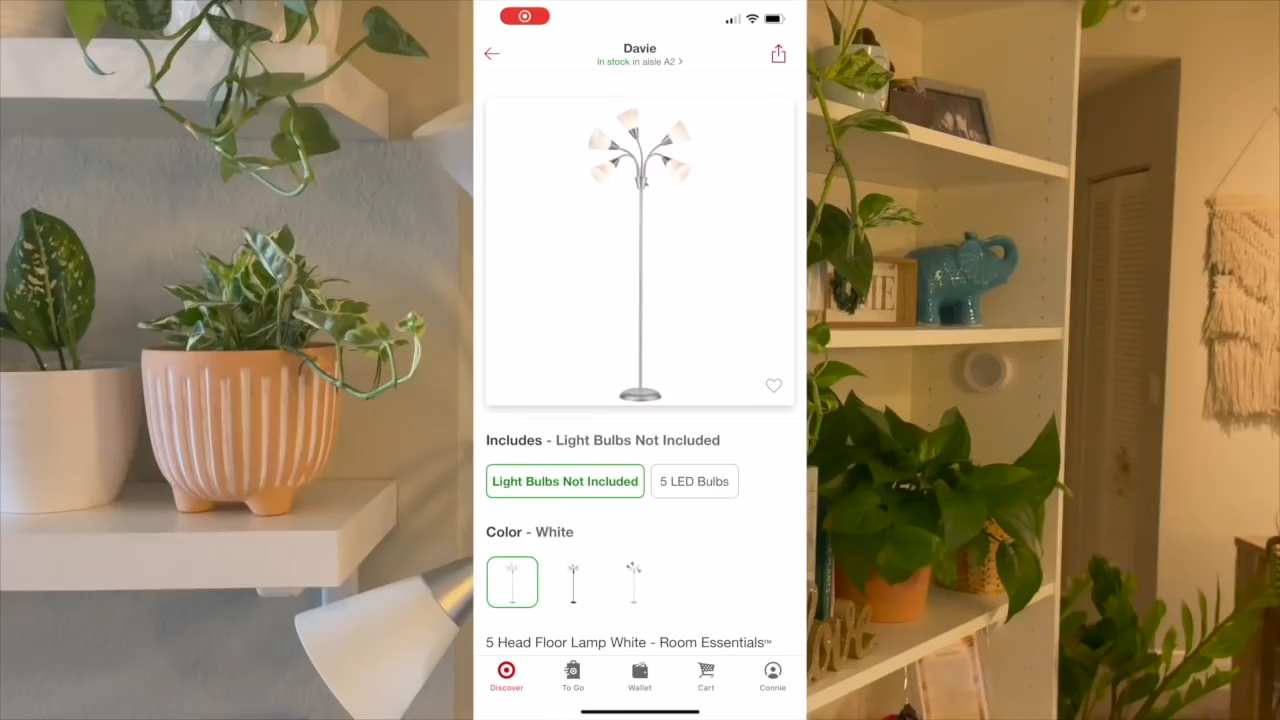 Davie
In stock in aisle A2
Includes - Light Bulbs Not Included
Light Bulbs Not Included
5 LED Bulbs
Color - White
5 Head Floor Lamp White - Room Essentials™
Discover
To Go
Wallet
Cart
Connie